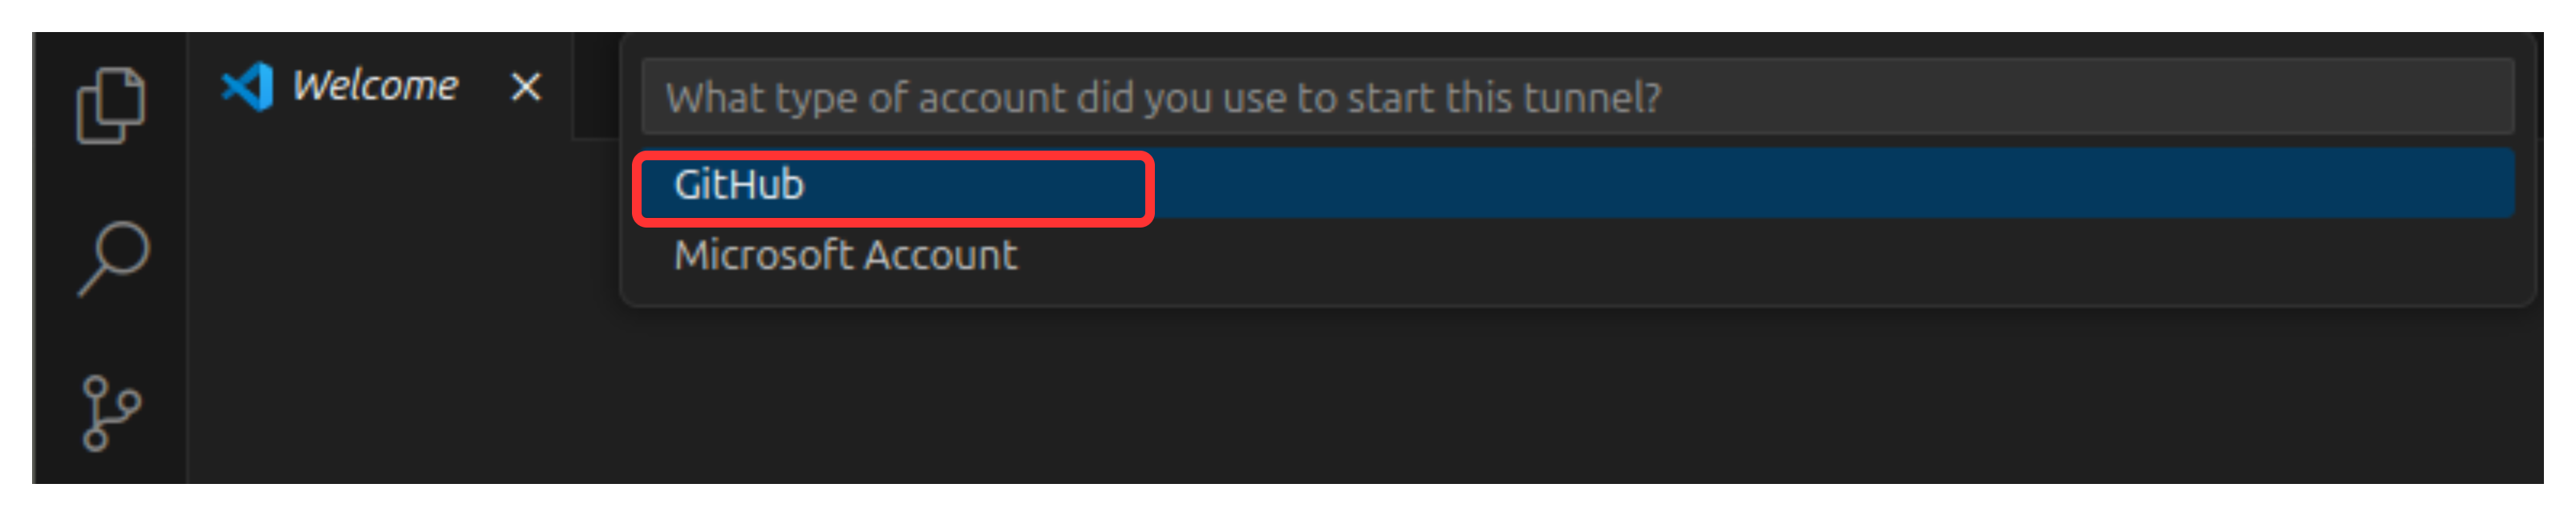 Welcome
What type of account did you use to start this tunnel?
GitHub
Microsoft Account